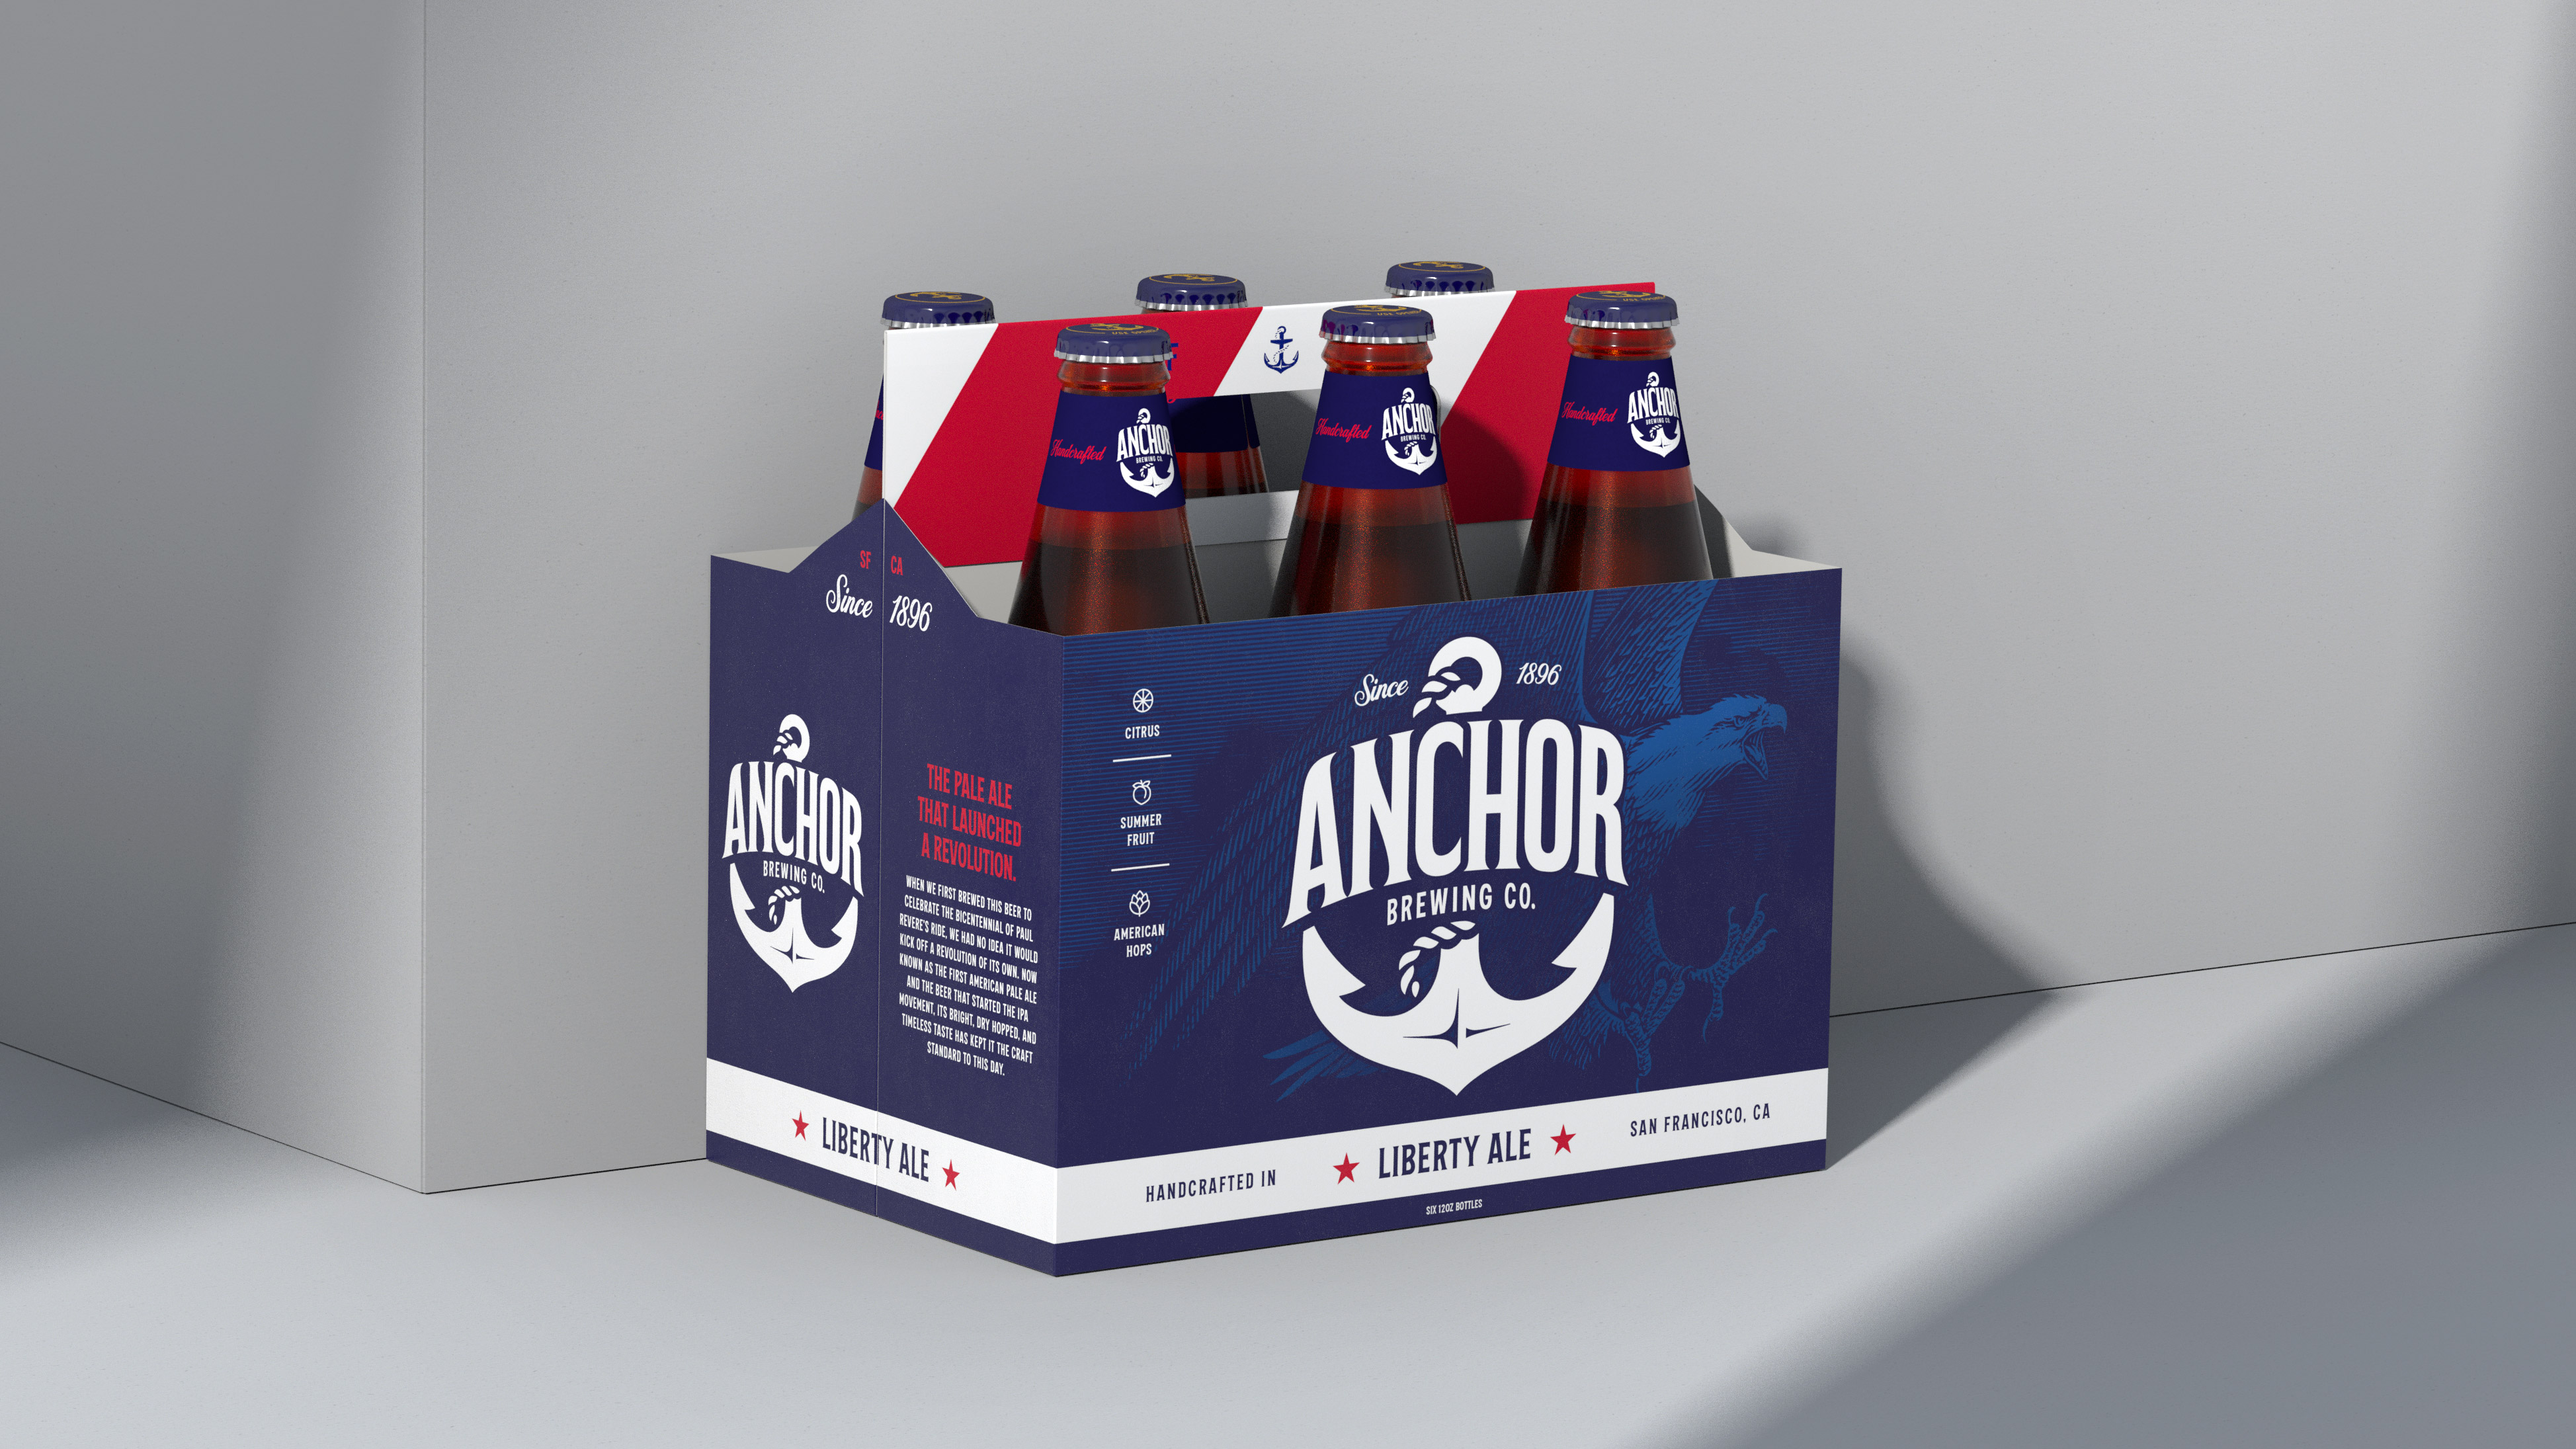 Handcrafted
ANCHOR
BREWING CO.
Handcrafted
ANCHOR
BREWING CO.
Handcrafted
ANCHOR
BREWING CO.
SF CA
Since 1896
ANCHOR
BREWING CO.
THE PALE ALE
THAT LAUNCHED
A REVOLUTION.
WHEN WE FIRST BREWED THIS BEER TO
CELEBRATE THE BICENTENNIAL OF PAUL
REVERE'S RIDE, WE HAD NO IDEA IT WOULD
KICK OFF A REVOLUTION OF ITS OWN. NOW
KNOWN AS THE FIRST AMERICAN PALE ALE
AND THE BEER THAT STARTED THE IPA
MOVEMENT, ITS BRIGHT, DRY HOPPED, AND
TIMELESS TASTE HAS KEPT IT THE CRAFT
STANDARD TO THIS DAY.
LIBERTY ALE
CITRUS
SUMMER
FRUIT
AMERICAN
HOPS
Since 1896
ANCHOR
BREWING CO.
HANDCRAFTED IN LIBERTY ALE SAN FRANCISCO, CA
SIX 12OZ BOTTLES